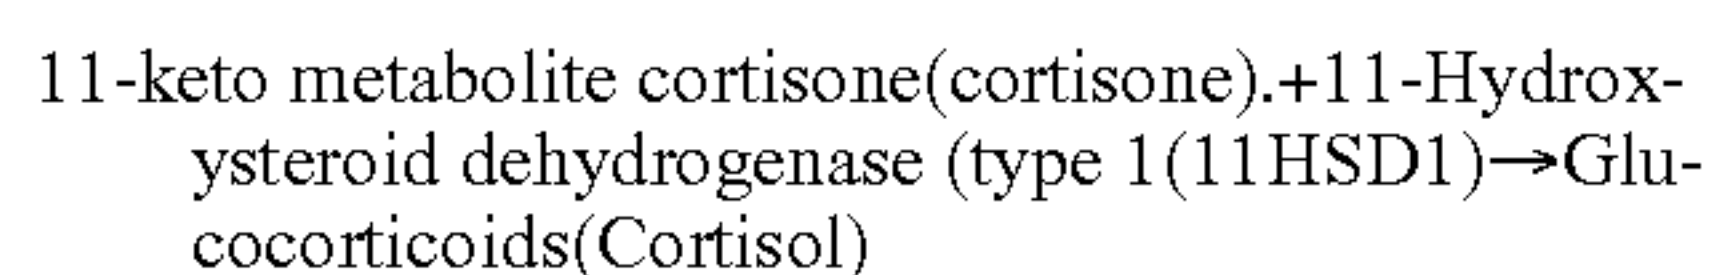 11-keto metabolite cortisone(cortisone).+11-Hydrox-
ysteroid dehydrogenase (type 1(11HSD1)→Glu-
cocorticoids(Cortisol)